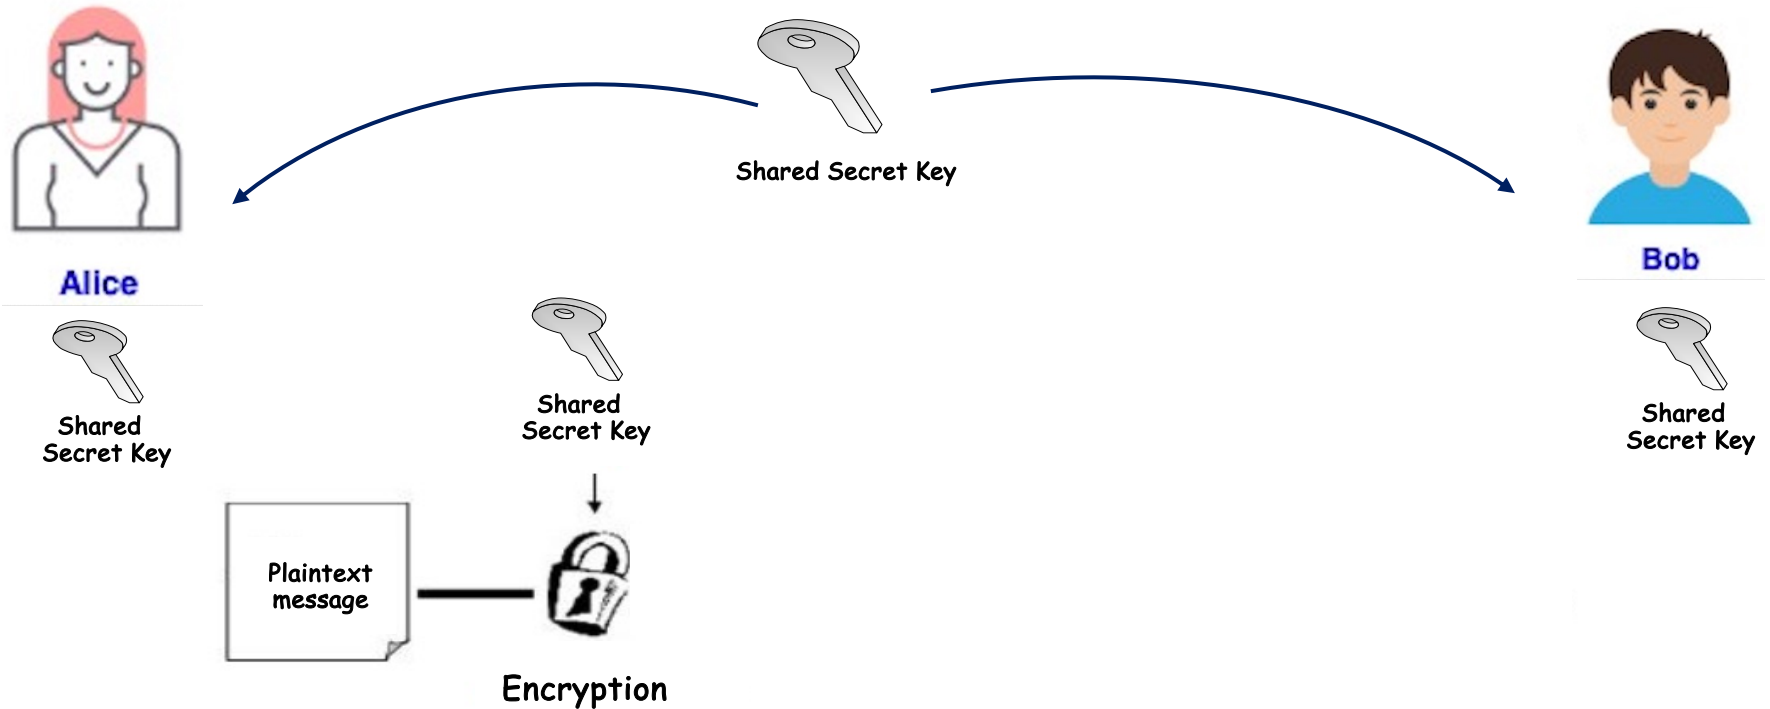 Shared Secret Key
Alice
Bob
Shared
Secret Key
Shared
Secret Key
Shared
Secret Key
Plaintext
message
Encryption